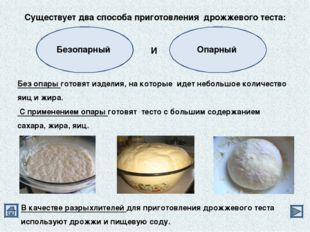 Существует два способа приготовления дрожжевого теста:
Безопарный
И
Опарный
Без опары готовят изделия, на которые идет небольшое количество
яиц и жира.
С применением опары готовят тесто с большим содержанием
сахара, жира, яиц.
В качестве разрыхлителей для приготовления дрожжевого теста
используют дрожжи и пищевую соду.